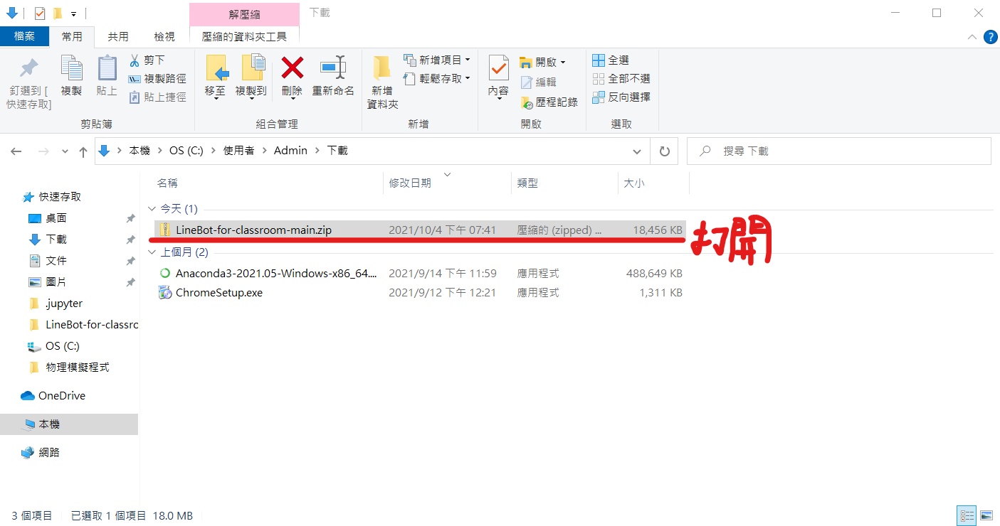 解壓縮
下載
檔案
常用
共用
檢視
壓縮的資料夾工具
釘選到 [
快速存取]
複製
貼上
剪下
複製路徑
貼上捷徑
剪貼簿
移至
複製到
刪除
重新命名
組合管理
新增
資料夾
新增項目
輕鬆存取
新增
內容
開啟
編輯
歷程記錄
開啟
全選
全部不選
反向選擇
選取
本機 > OS (C:) > 使用者 > Admin > 下載
搜尋 下載
名稱 修改日期 類型 大小
快速存取
桌面
下載
文件
圖片
.jupyter
LineBot-for-classro
OS (C:)
物理模擬程式
OneDrive
本機
網路
今天 (1)
LineBot-for-classroom-main.zip 2021/10/4 下午 07:41 壓縮的 (zipped) ... 18,456 KB
打開
上個月 (2)
Anaconda3-2021.05-Windows-x86_64.... 2021/9/14 下午 11:59 應用程式 488,649 KB
ChromeSetup.exe 2021/9/12 下午 12:21 應用程式 1,311 KB
3 個項目 已選取 1 個項目 18.0 MB